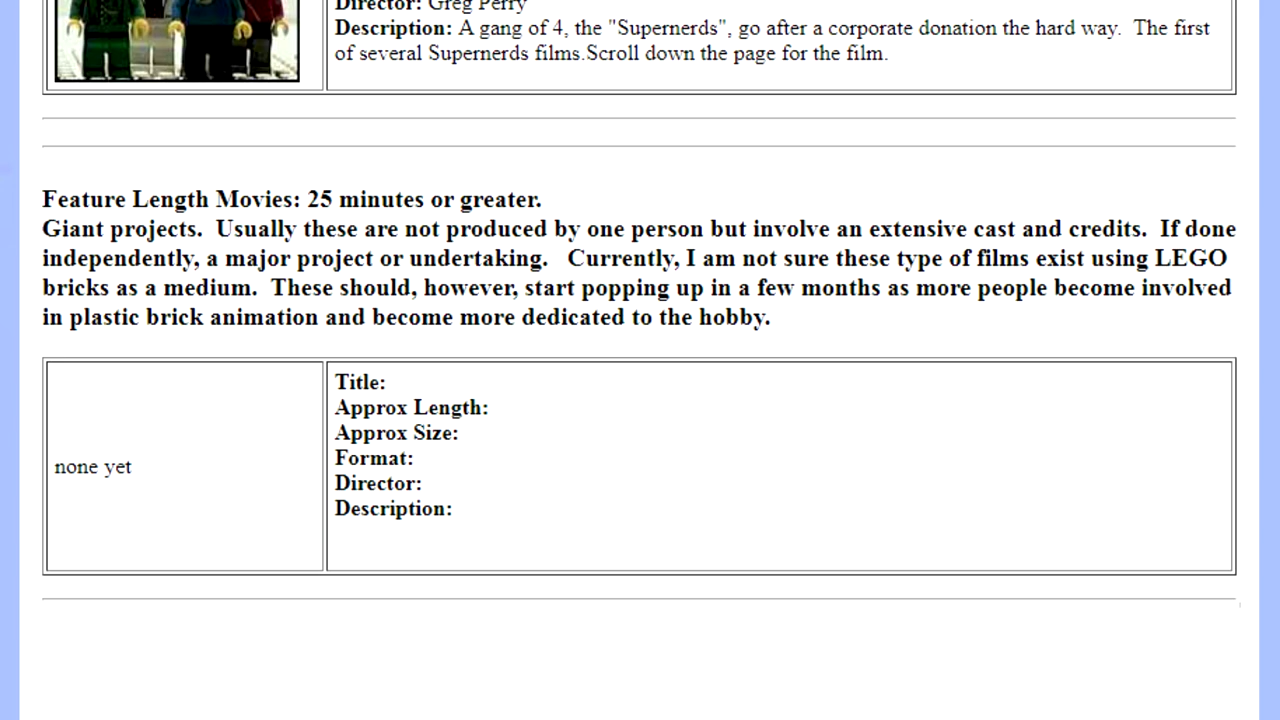 Director: Greg Perry
Description: A gang of 4, the "Supernerds", go after a corporate donation the hard way.  The first
of several Supernerds films.Scroll down the page for the film.
Feature Length Movies: 25 minutes or greater.
Giant projects.  Usually these are not produced by one person but involve an extensive cast and credits.  If done
independently, a major project or undertaking.   Currently, I am not sure these type of films exist using LEGO
bricks as a medium.  These should, however, start popping up in a few months as more people become involved
in plastic brick animation and become more dedicated to the hobby.
none yet
Title:
Approx Length:
Approx Size:
Format:
Director:
Description: